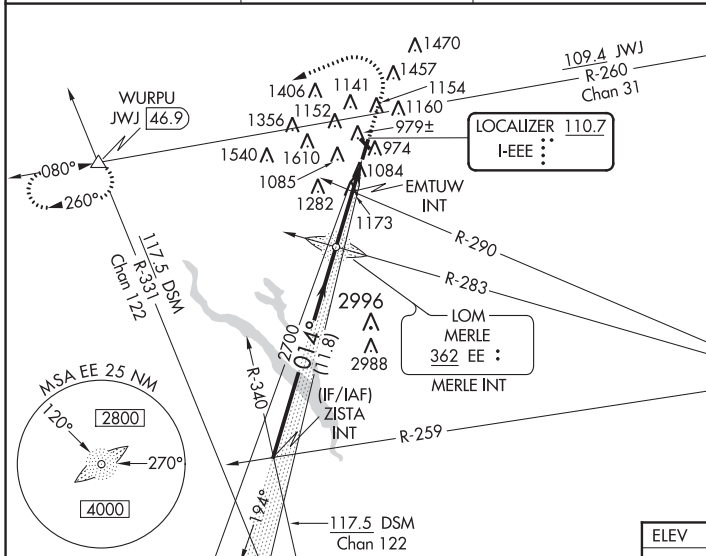 1470
1457
1406
1141
1154
1160
1152
1356
979±
974
1540
1610
1085
1084
1282
1173
109.4 JWJ
R-260
Chan 31
LOCALIZER 110.7
I-EEE
WURPU
JWJ 46.9
080°
260°
EMTUW
INT
R-290
R-283
117.5 DSM
R-331
Chan 122
LOM
MERLE
362 EE
MERLE INT
2996
2988
2700
014°
(11.8)
R-340
(IF/IAF)
ZISTA
INT
R-259
MSA EE 25 NM
120°
2800
270°
4000
194°
117.5 DSM
Chan 122
ELEV